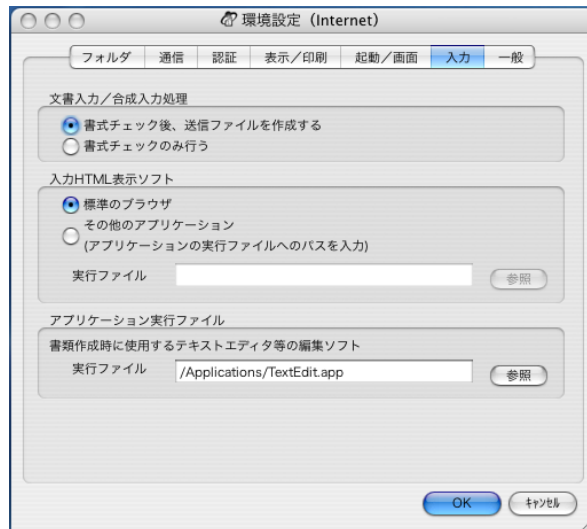 環境設定（Internet）
フォルダ 通信 認証 表示／印刷 起動／画面 入力 一般
文書入力／合成入力処理
書式チェック後、送信ファイルを作成する
書式チェックのみ行う
入力HTML表示ソフト
標準のブラウザ
その他のアプリケーション
(アプリケーションの実行ファイルへのパスを入力)
実行ファイル 参照
アプリケーション実行ファイル
書類作成時に使用するテキストエディタ等の編集ソフト
実行ファイル /Applications/TextEdit.app 参照
OK ｷｬﾝｾﾙ